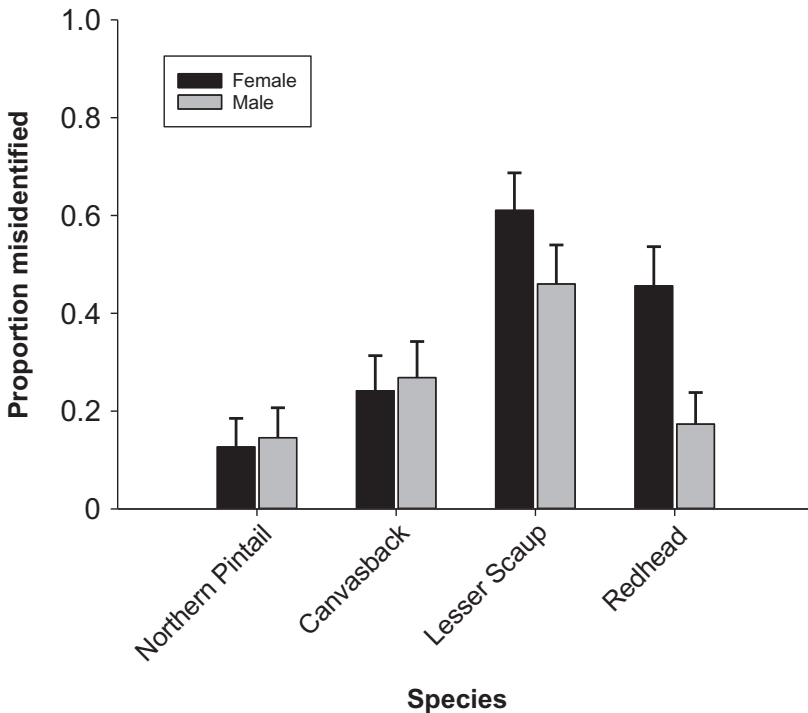 Proportion misidentified
1.0
0.8
0.6
0.4
0.2
0
Female
Male
Northern Pintail
Canvasback
Lesser Scaup
Redhead
Species